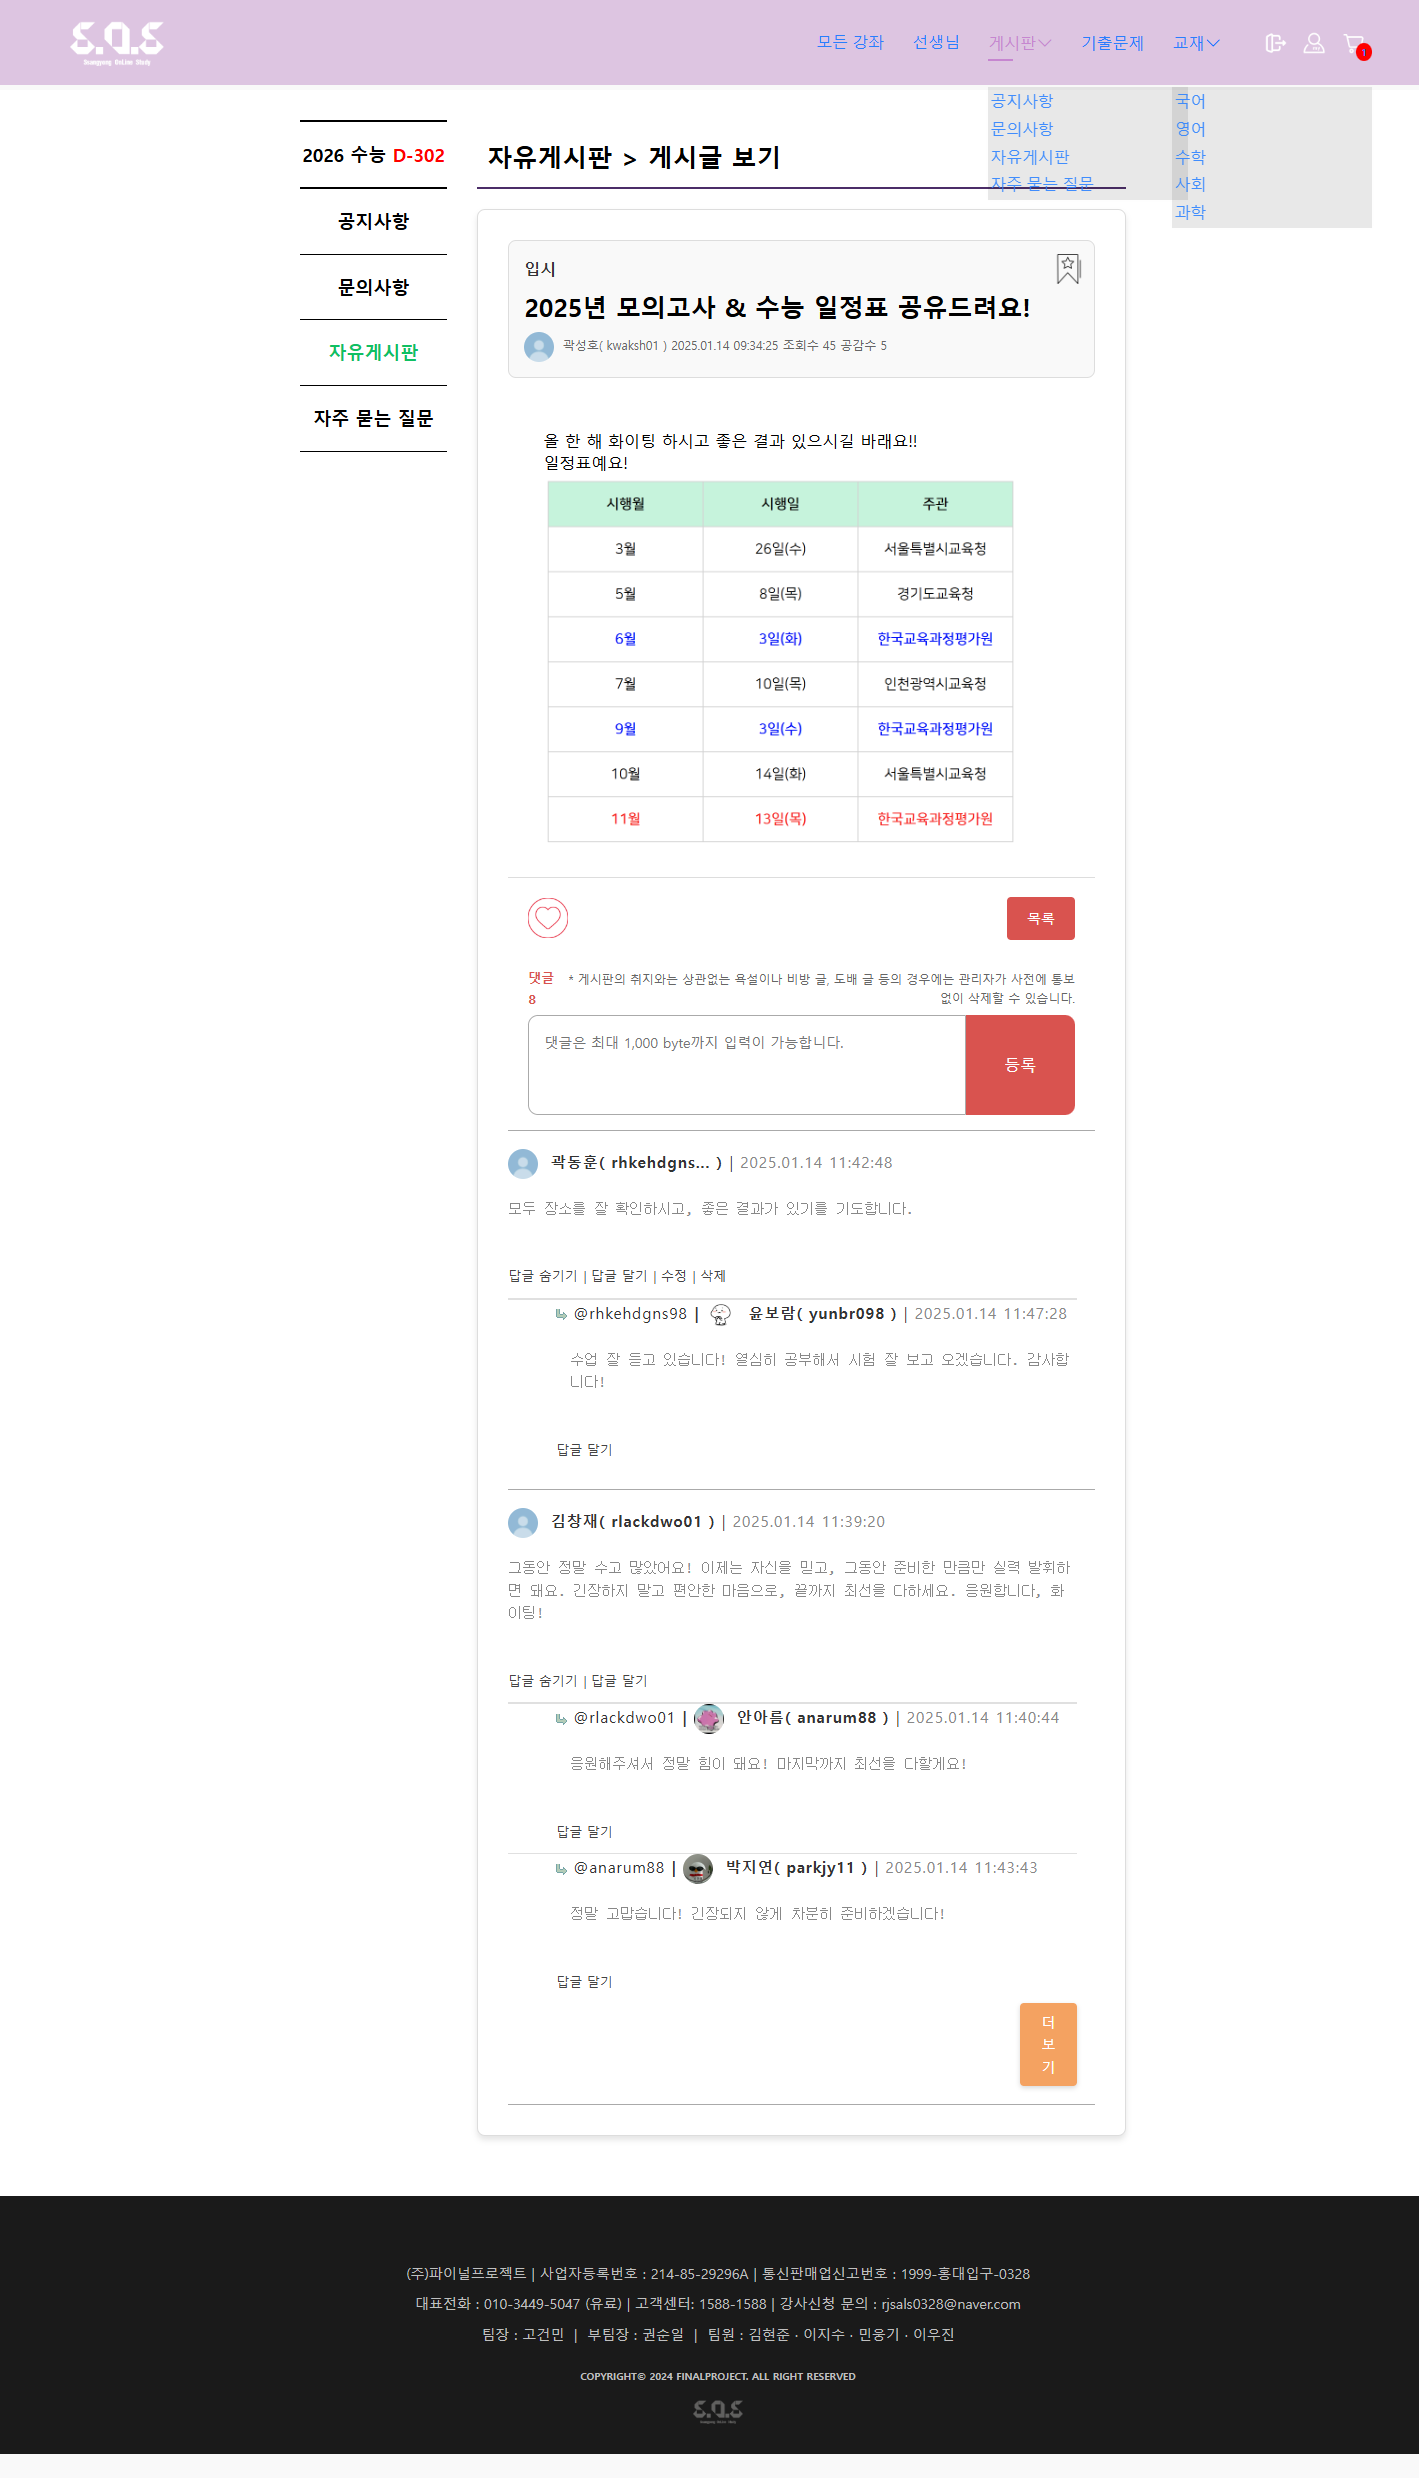 모든 강좌 선생님 게시판 기출문제 교재 1
공지사항
문의사항
자유게시판
자주 묻는 질문
국어
영어
수학
사회
과학
2026 수능 D-302
공지사항
문의사항
자유게시판
자주 묻는 질문
자유게시판 > 게시글 보기
입시
2025년 모의고사 & 수능 일정표 공유드려요!
곽성호( kwaksh01 ) 2025.01.14 09:34:25 조회수 45 공감수 5
올 한 해 화이팅 하시고 좋은 결과 있으시길 바래요!!
일정표예요!
시행월 시행일 주관
3월 26일(수) 서울특별시교육청
5월 8일(목) 경기도교육청
6월 3일(화) 한국교육과정평가원
7월 10일(목) 인천광역시교육청
9월 3일(수) 한국교육과정평가원
10월 14일(화) 서울특별시교육청
11월 13일(목) 한국교육과정평가원
목록
댓글
8
* 게시판의 취지와는 상관없는 욕설이나 비방 글, 도배 글 등의 경우에는 관리자가 사전에 통보
없이 삭제할 수 있습니다.
댓글은 최대 1,000 byte까지 입력이 가능합니다.
등록
곽동훈( rhkehdgns... ) | 2025.01.14 11:42:48
모두 장소를 잘 확인하시고, 좋은 결과가 있기를 기도합니다.
답글 숨기기 | 답글 달기 | 수정 | 삭제
@rhkehdgns98 | 윤보람( yunbr098 ) | 2025.01.14 11:47:28
수업 잘 듣고 있습니다! 열심히 공부해서 시험 잘 보고 오겠습니다. 감사합
니다!
답글 달기
김창재( rlackdwo01 ) | 2025.01.14 11:39:20
그동안 정말 수고 많았어요! 이제는 자신을 믿고, 그동안 준비한 만큼만 실력 발휘하
면 돼요. 긴장하지 말고 편안한 마음으로, 끝까지 최선을 다하세요. 응원합니다, 화
이팅!
답글 숨기기 | 답글 달기
@rlackdwo01 | 안아름( anarum88 ) | 2025.01.14 11:40:44
응원해주셔서 정말 힘이 돼요! 마지막까지 최선을 다할게요!
답글 달기
@anarum88 | 박지연( parkjy11 ) | 2025.01.14 11:43:43
정말 고맙습니다! 긴장되지 않게 차분히 준비하겠습니다!
답글 달기
더
보
기
(주)파이널프로젝트 | 사업자등록번호 : 214-85-29296A | 통신판매업신고번호 : 1999-홍대입구-0328
대표전화 : 010-3449-5047 (유료) | 고객센터: 1588-1588 | 강사신청 문의 : rjsals0328@naver.com
팀장 : 고건민 | 부팀장 : 권순일 | 팀원 : 김현준 · 이지수 · 민웅기 · 이우진
COPYRIGHT© 2024 FINALPROJECT. ALL RIGHT RESERVED